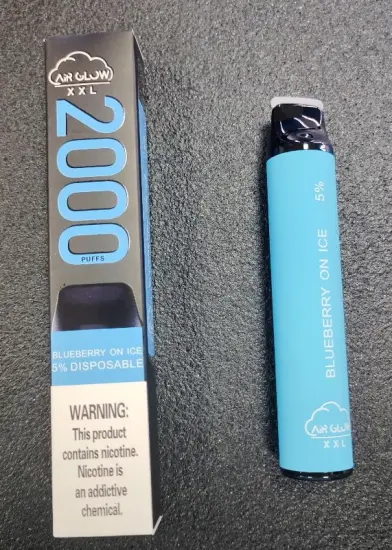 AIR GLOW
XXL
2000
PUFFS
BLUEBERRY ON ICE
5% DISPOSABLE
WARNING:
This product
contains nicotine.
Nicotine is
an addictive
chemical.
BLUEBERRY ON ICE 5%
AIR GLOW
XXL